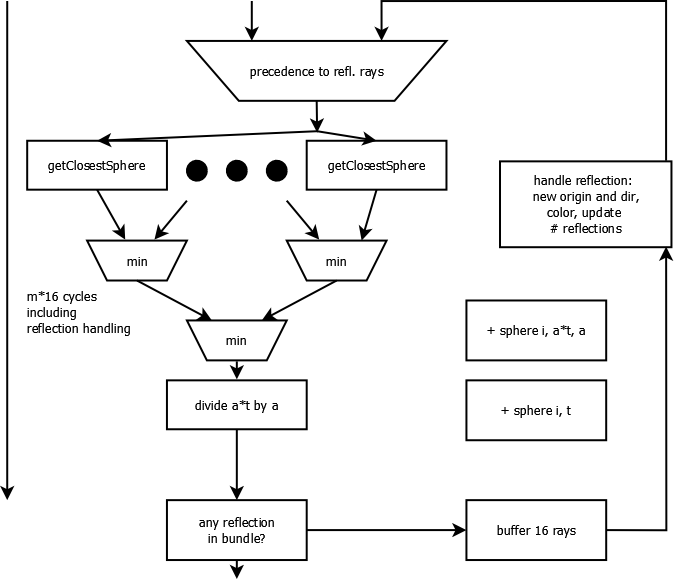 precedence to refl. rays
getClosestSphere
getClosestSphere
handle reflection:
new origin and dir,
color, update
# reflections
min
min
m*16 cycles
including
reflection handling
min
+ sphere i, a*t, a
divide a*t by a
+ sphere i, t
any reflection
in bundle?
buffer 16 rays